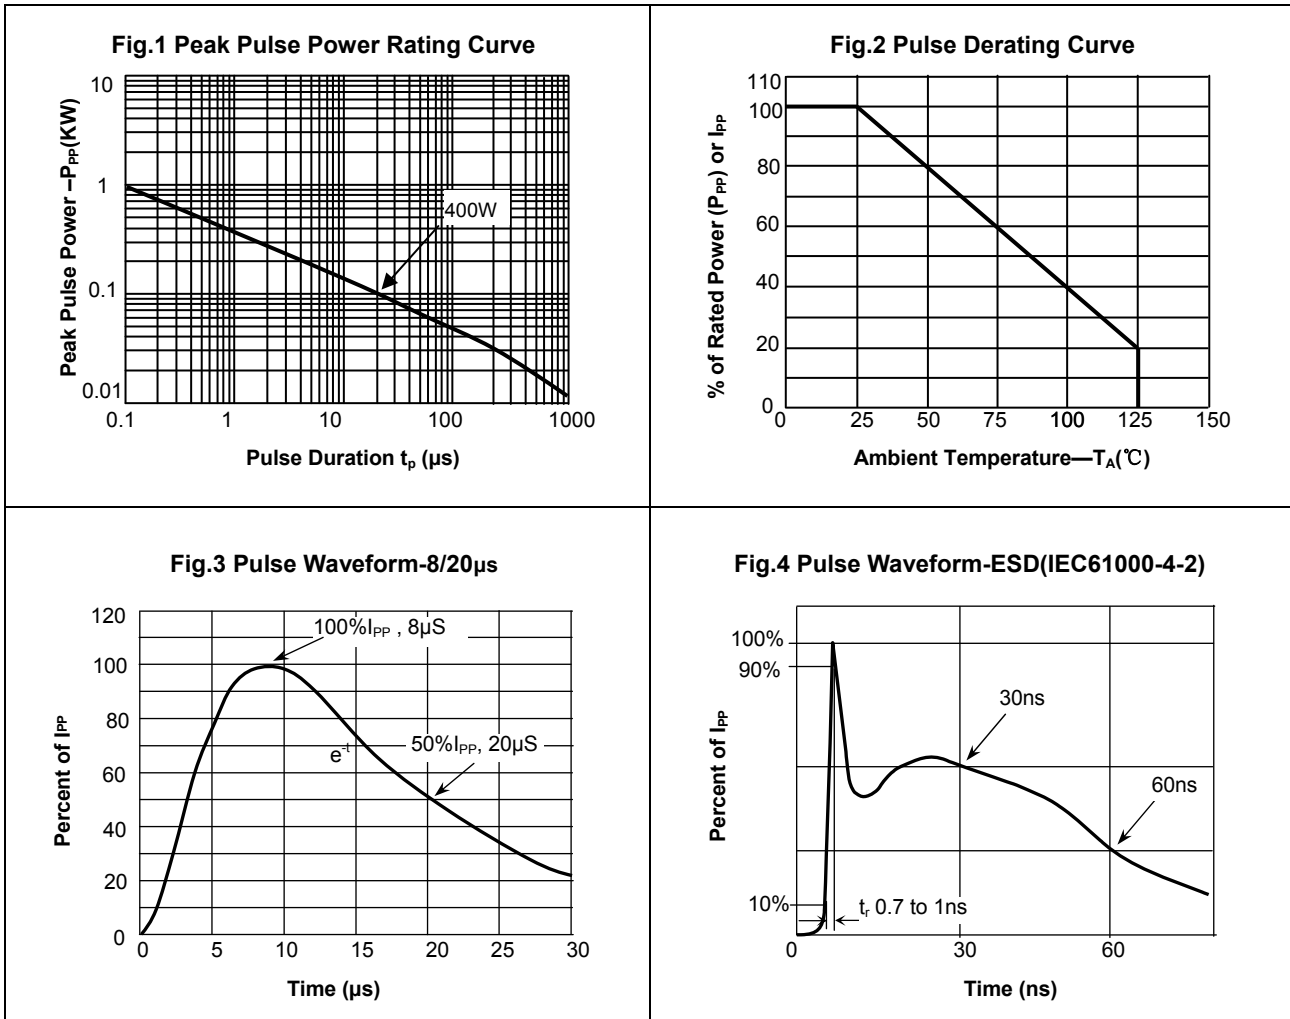 Fig.1 Peak Pulse Power Rating Curve
Peak Pulse Power –PPP(KW)
10
1
0.1
0.01
400W
0.1 1 10 100 1000
Pulse Duration tp (µs)
Fig.2 Pulse Derating Curve
% of Rated Power (PPP) or IPP
110
100
80
60
40
20
0
0 25 50 75 100 125 150
Ambient Temperature—TA(℃)
Fig.3 Pulse Waveform-8/20µs
Percent of IPP
120
100
80
60
40
20
0
100%IPP , 8µS
e-t
50%IPP, 20µS
0 5 10 15 20 25 30
Time (µs)
Fig.4 Pulse Waveform-ESD(IEC61000-4-2)
Percent of IPP
100%
90%
10%
30ns
60ns
tr 0.7 to 1ns
0 30 60
Time (ns)